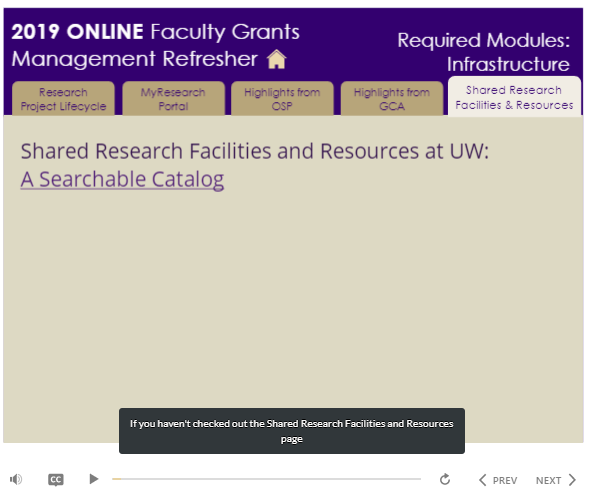 2019 ONLINE Faculty Grants
Management Refresher
Required Modules:
Infrastructure
Research
Project Lifecycle
MyResearch
Portal
Highlights from
OSP
Highlights from
GCA
Shared Research
Facilities & Resources
Shared Research Facilities and Resources at UW:
A Searchable Catalog
If you haven't checked out the Shared Research Facilities and Resources
page
CC
PREV
NEXT